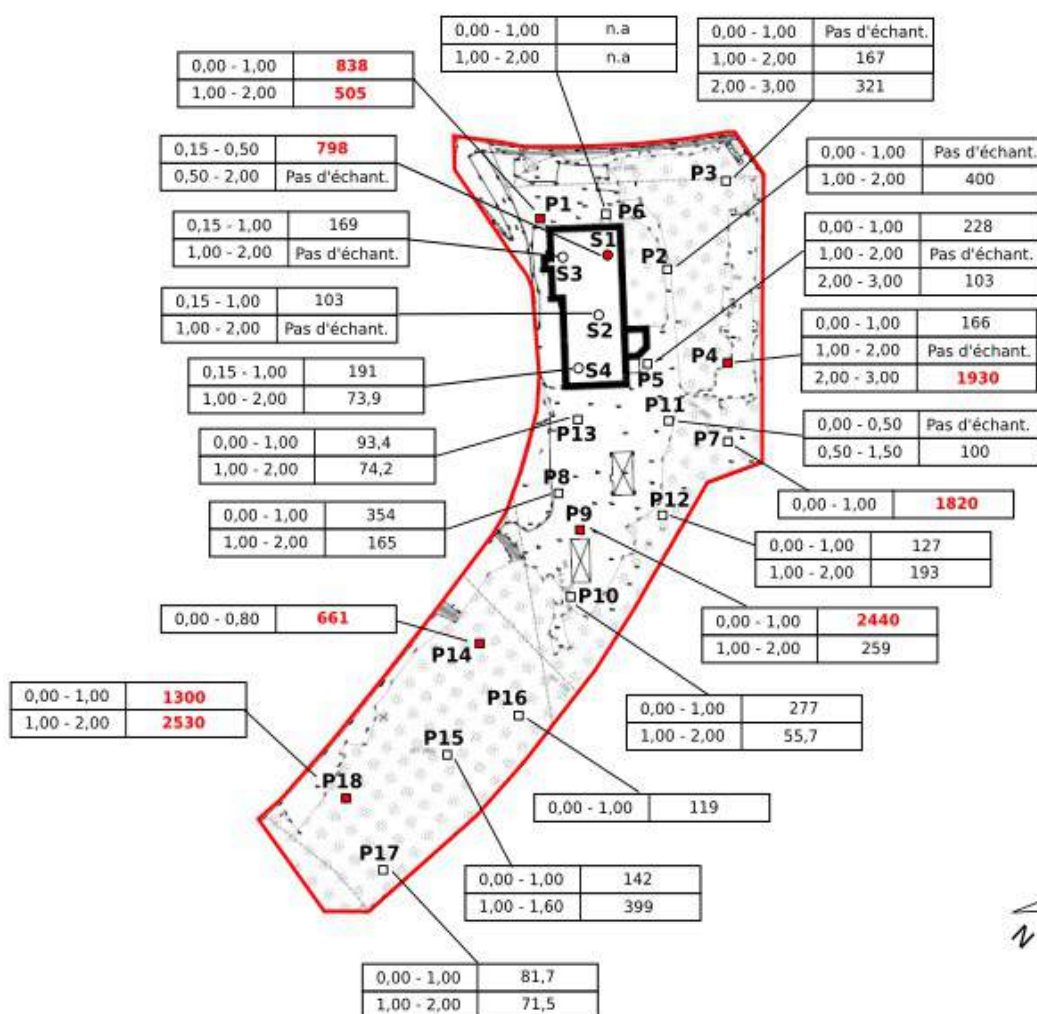 0,00 - 1,00 n.a
1,00 - 2,00 n.a
0,00 - 1,00 Pas d'échant.
1,00 - 2,00 167
2,00 - 3,00 321
0,00 - 1,00 838
1,00 - 2,00 505
0,15 - 0,50 798
0,50 - 2,00 Pas d'échant.
0,00 - 1,00 Pas d'échant.
1,00 - 2,00 400
0,15 - 1,00 169
1,00 - 2,00 Pas d'échant.
0,00 - 1,00 228
1,00 - 2,00 Pas d'échant.
2,00 - 3,00 103
0,15 - 1,00 103
1,00 - 2,00 Pas d'échant.
0,00 - 1,00 166
1,00 - 2,00 Pas d'échant.
2,00 - 3,00 1930
0,15 - 1,00 191
1,00 - 2,00 73,9
0,00 - 0,50 Pas d'échant.
0,50 - 1,50 100
0,00 - 1,00 93,4
1,00 - 2,00 74,2
0,00 - 1,00 1820
0,00 - 1,00 354
1,00 - 2,00 165
0,00 - 1,00 127
1,00 - 2,00 193
0,00 - 0,80 661
0,00 - 1,00 2440
1,00 - 2,00 259
0,00 - 1,00 1300
1,00 - 2,00 2530
0,00 - 1,00 277
1,00 - 2,00 55,7
0,00 - 1,00 119
0,00 - 1,00 142
1,00 - 1,60 399
0,00 - 1,00 81,7
1,00 - 2,00 71,5
P3
P1
P6
S1
P2
S3
S2
P4
S4
P5
P13
P11
P7
P8
P9
P12
P10
P14
P16
P15
P18
P17
N